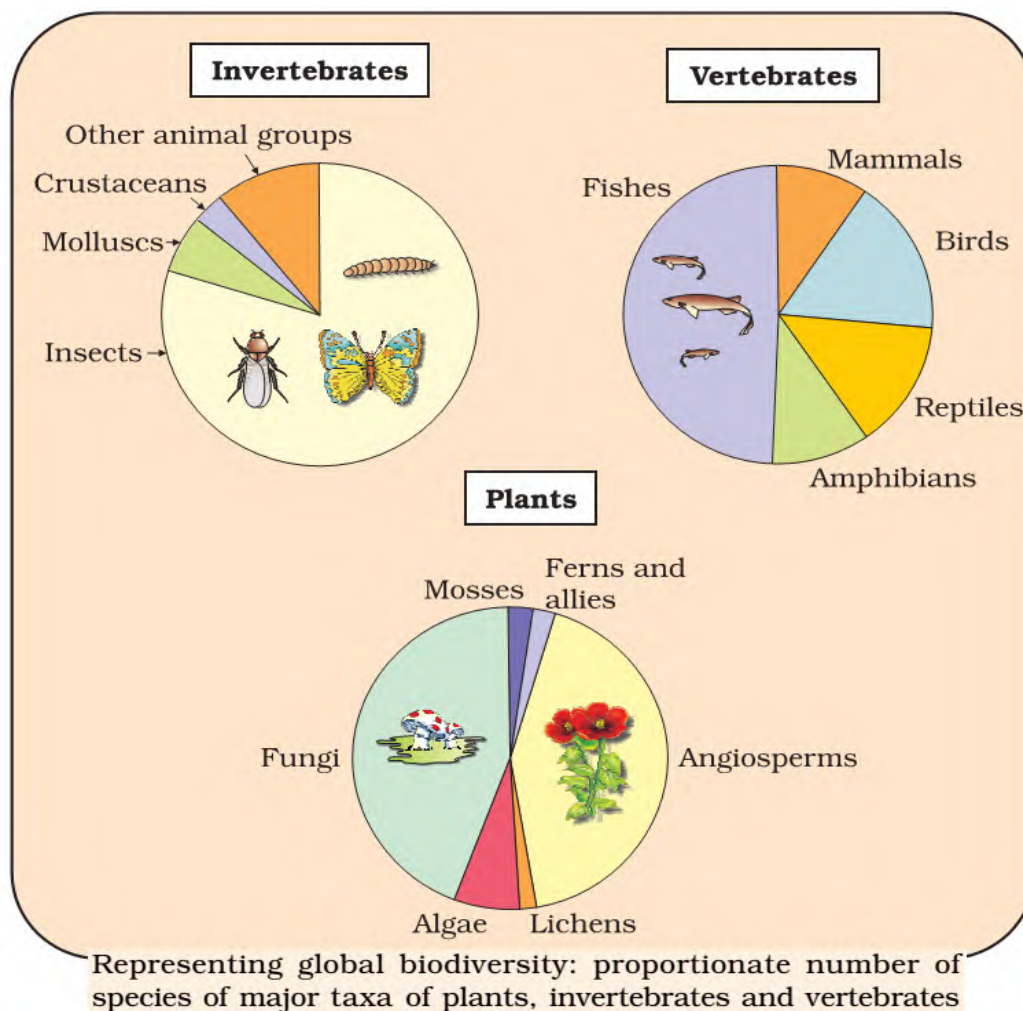 Invertebrates
Other animal groups
Crustaceans
Molluscs
Insects
Vertebrates
Mammals
Fishes
Birds
Reptiles
Amphibians
Plants
Mosses
Ferns and
allies
Fungi
Angiosperms
Algae
Lichens
Representing global biodiversity: proportionate number of
species of major taxa of plants, invertebrates and vertebrates